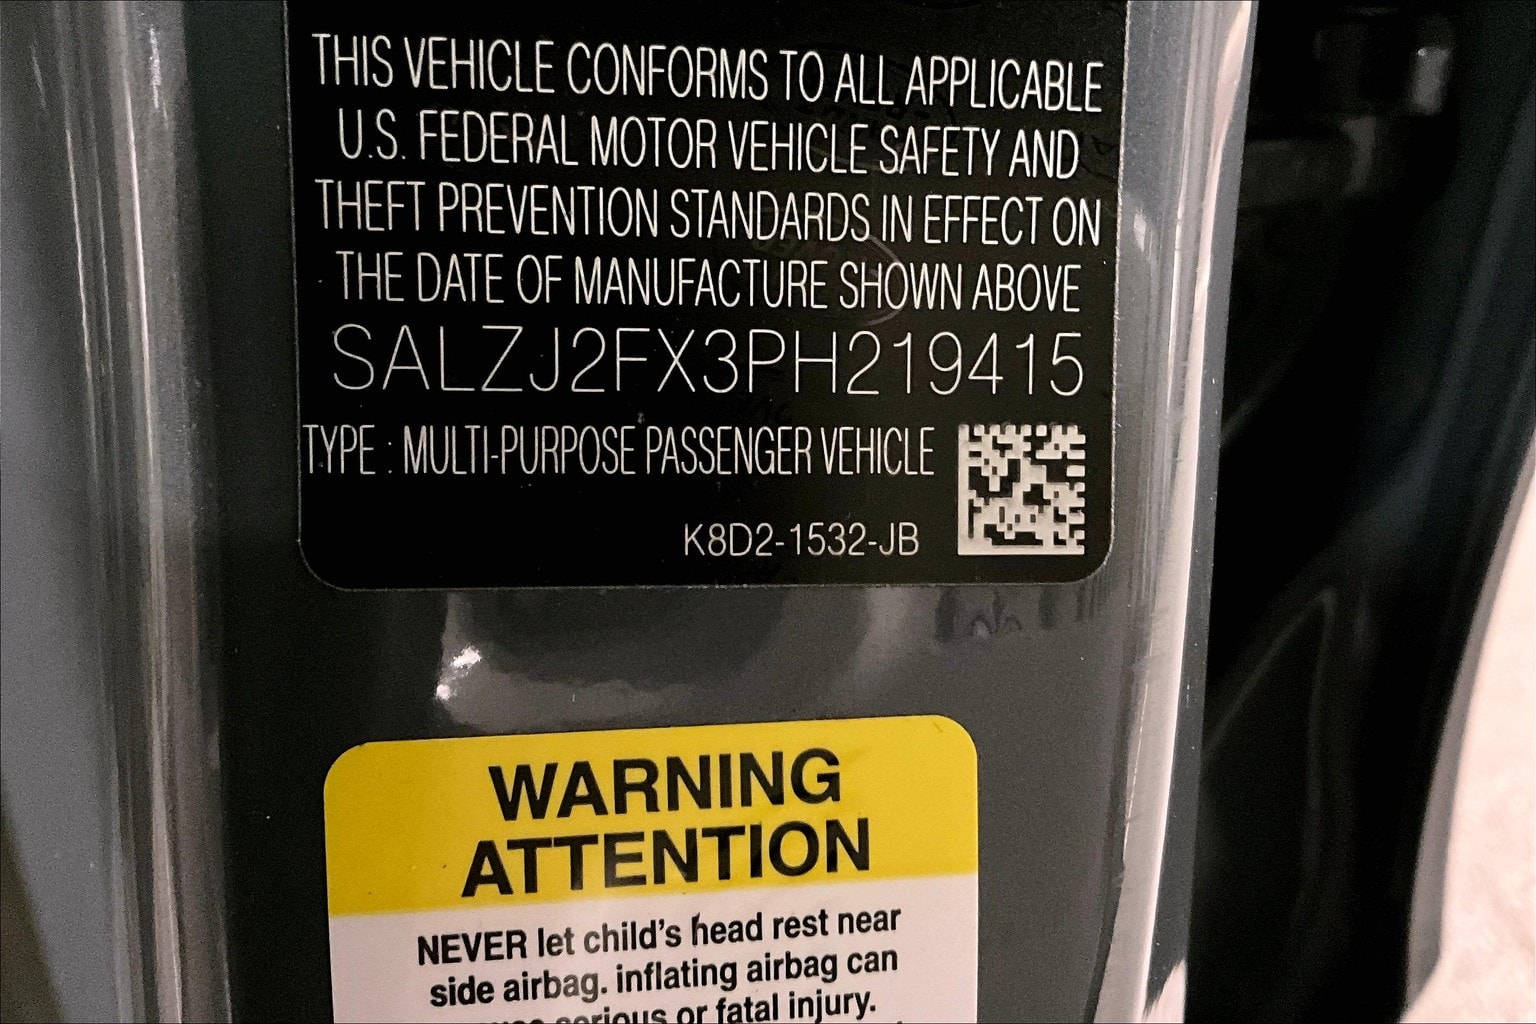 THIS VEHICLE CONFORMS TO ALL APPLICABLE
U.S. FEDERAL MOTOR VEHICLE SAFETY AND
THEFT PREVENTION STANDARDS IN EFFECT ON
THE DATE OF MANUFACTURE SHOWN ABOVE
SALZJ2FX3PH219415
TYPE : MULTI-PURPOSE PASSENGER VEHICLE
K8D2-1532-JB
WARNING
ATTENTION
NEVER let child's head rest near
side airbag. inflating airbag can
serious or fatal injury.